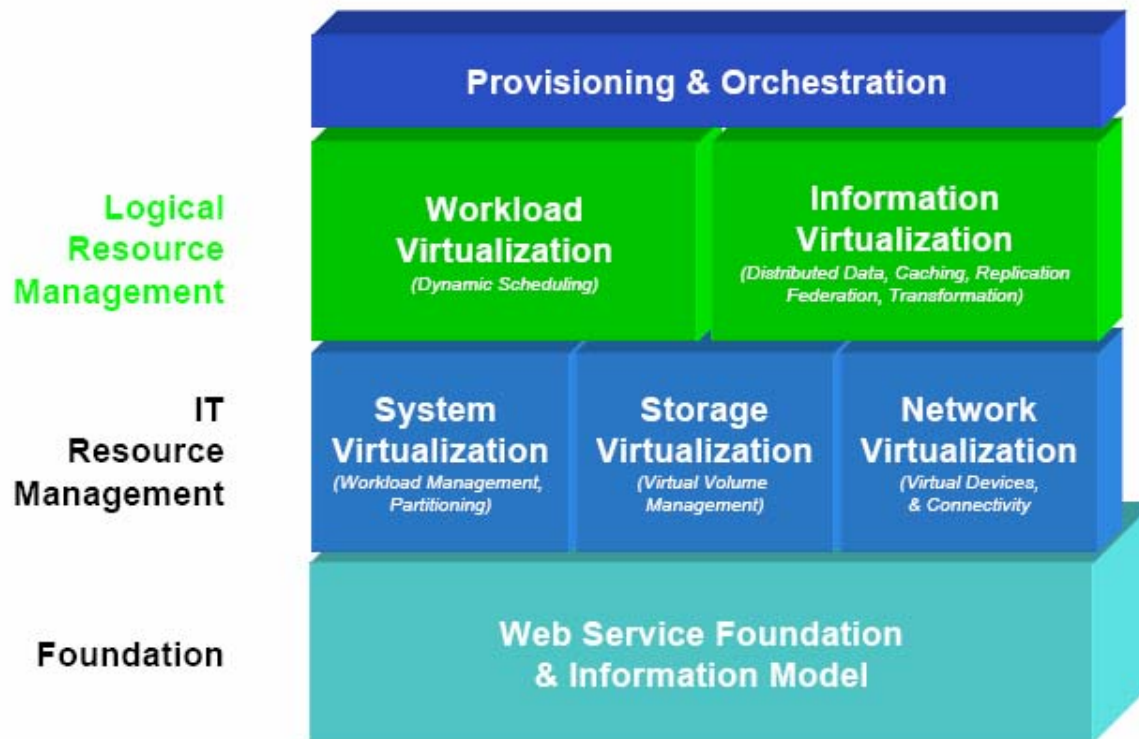 Provisioning & Orchestration
Logical
Resource
Management
Workload
Virtualization
(Dynamic Scheduling)
Information
Virtualization
(Distributed Data, Caching, Replication
Federation, Transformation)
IT
Resource
Management
System
Virtualization
(Workload Management,
Partitioning)
Storage
Virtualization
(Virtual Volume
Management)
Network
Virtualization
(Virtual Devices,
& Connectivity
Foundation
Web Service Foundation
& Information Model